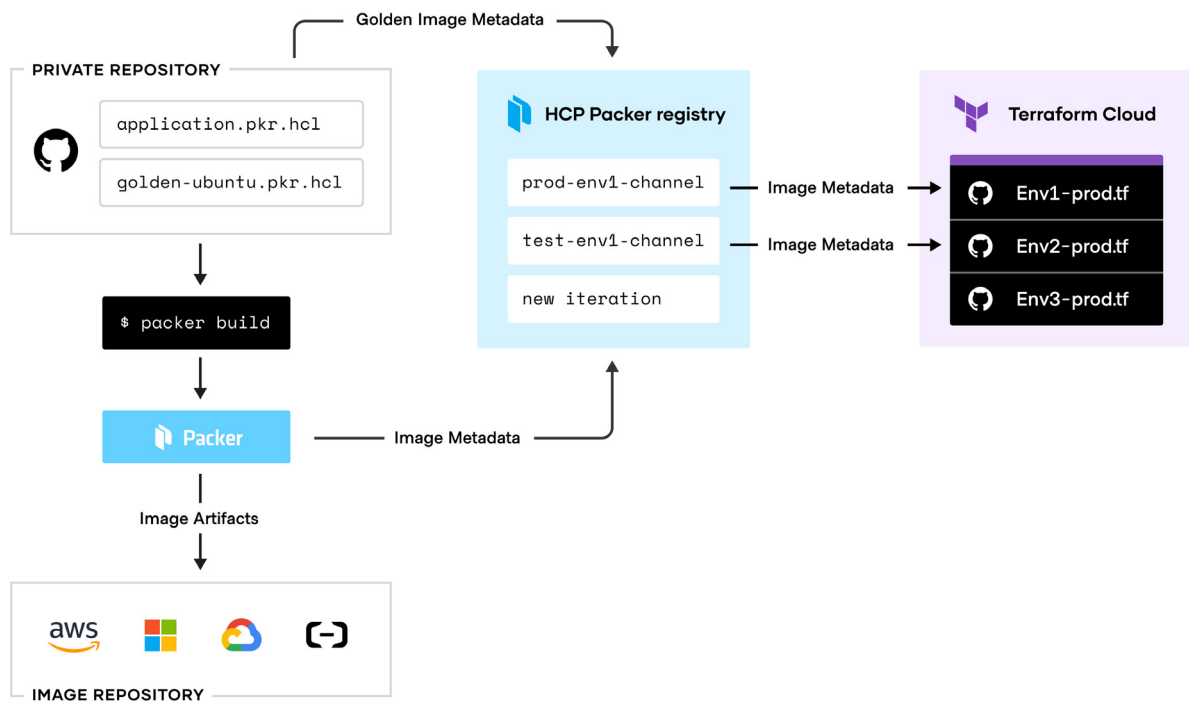 Golden Image Metadata
PRIVATE REPOSITORY
application.pkr.hcl
golden-ubuntu.pkr.hcl
$ packer build
Packer
Image Metadata
Image Artifacts
aws
IMAGE REPOSITORY
HCP Packer registry
prod-env1-channel
test-env1-channel
new iteration
Image Metadata
Image Metadata
Terraform Cloud
Env1-prod.tf
Env2-prod.tf
Env3-prod.tf